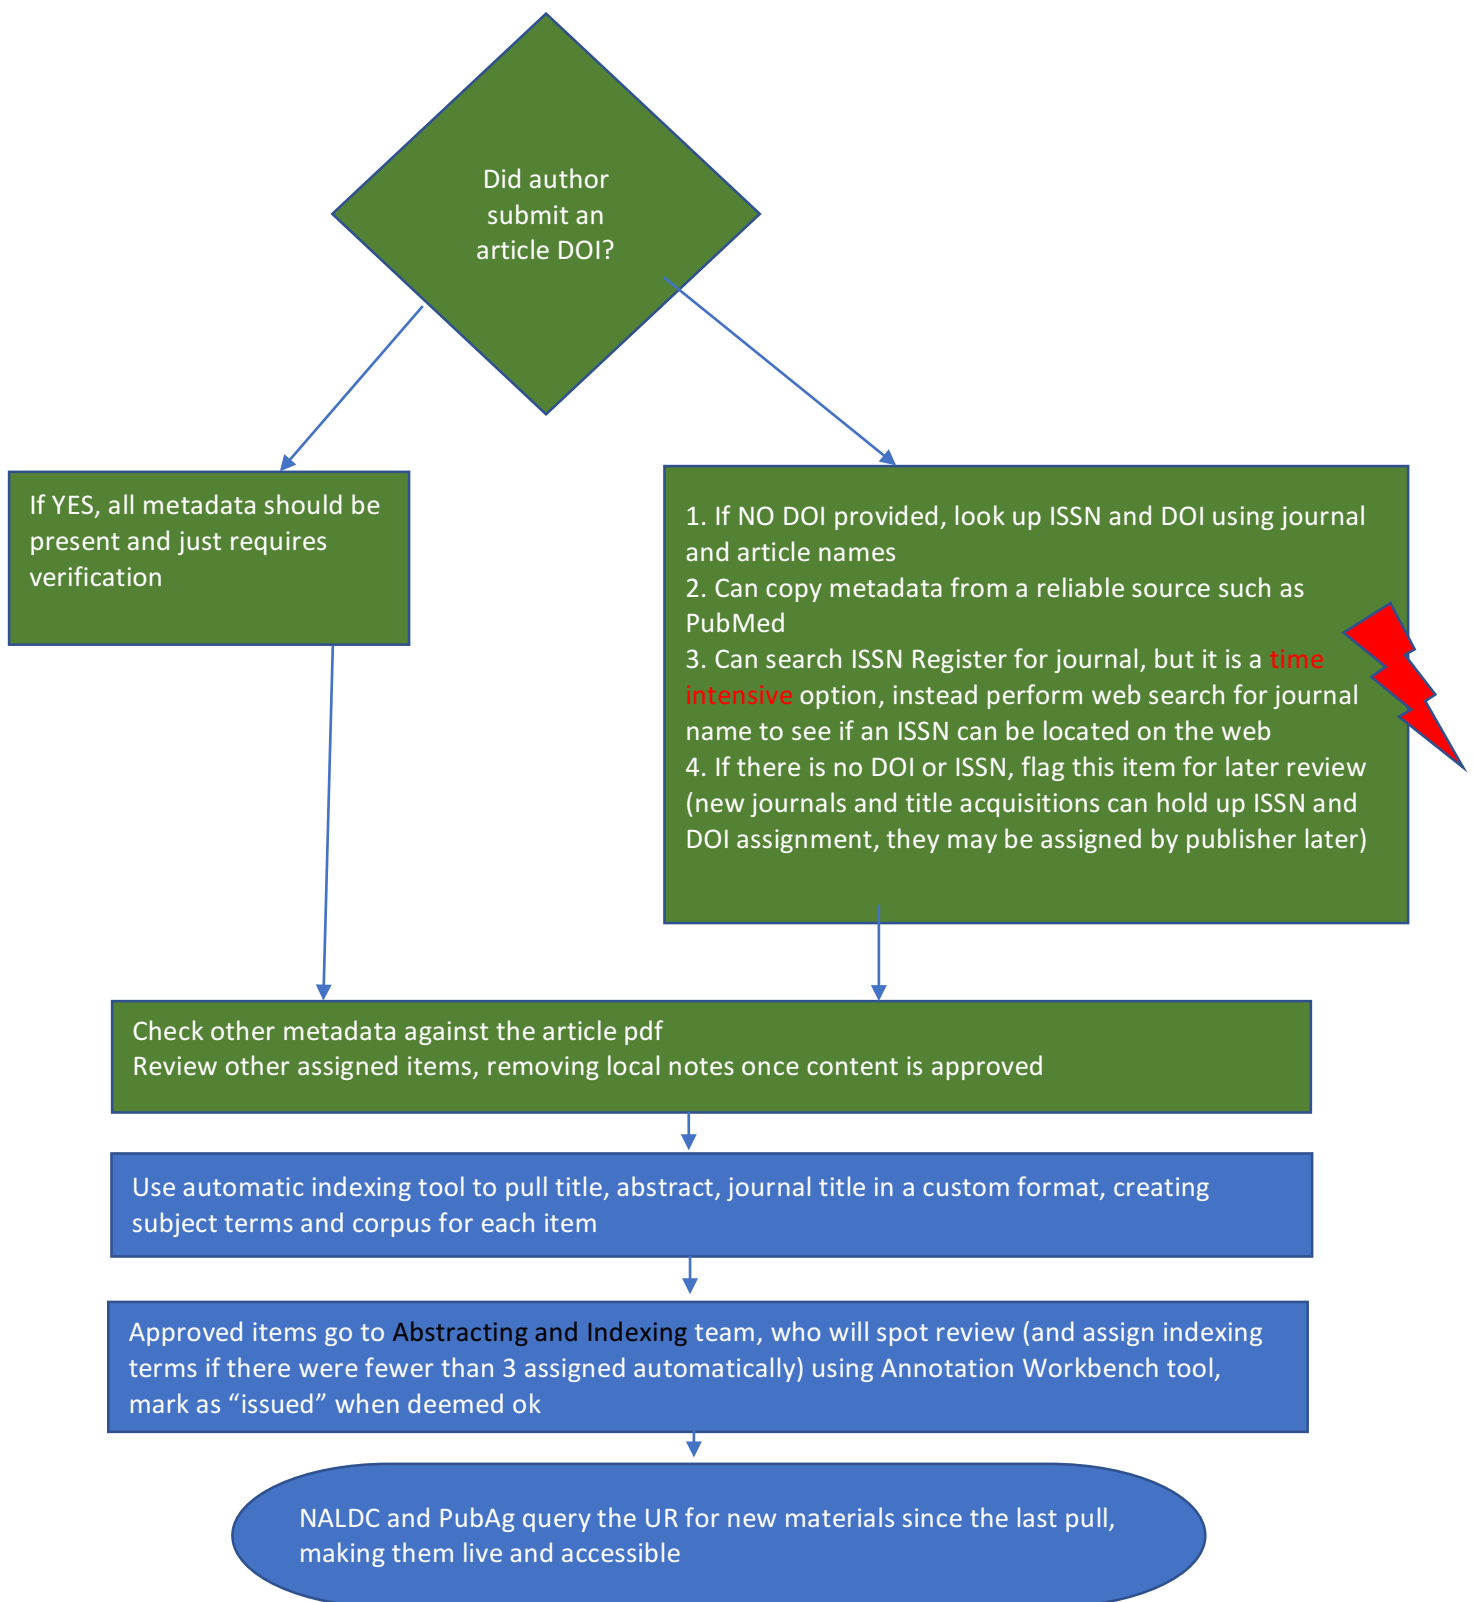 Did author
submit an
article DOI?
If YES, all metadata should be
present and just requires
verification
1. If NO DOI provided, look up ISSN and DOI using journal
and article names
2. Can copy metadata from a reliable source such as
PubMed
3. Can search ISSN Register for journal, but it is a time
intensive option, instead perform web search for journal
name to see if an ISSN can be located on the web
4. If there is no DOI or ISSN, flag this item for later review
(new journals and title acquisitions can hold up ISSN and
DOI assignment, they may be assigned by publisher later)
Check other metadata against the article pdf
Review other assigned items, removing local notes once content is approved
Use automatic indexing tool to pull title, abstract, journal title in a custom format, creating
subject terms and corpus for each item
Approved items go to Abstracting and Indexing team, who will spot review (and assign indexing
terms if there were fewer than 3 assigned automatically) using Annotation Workbench tool,
mark as “issued” when deemed ok
NALDC and PubAg query the UR for new materials since the last pull,
making them live and accessible